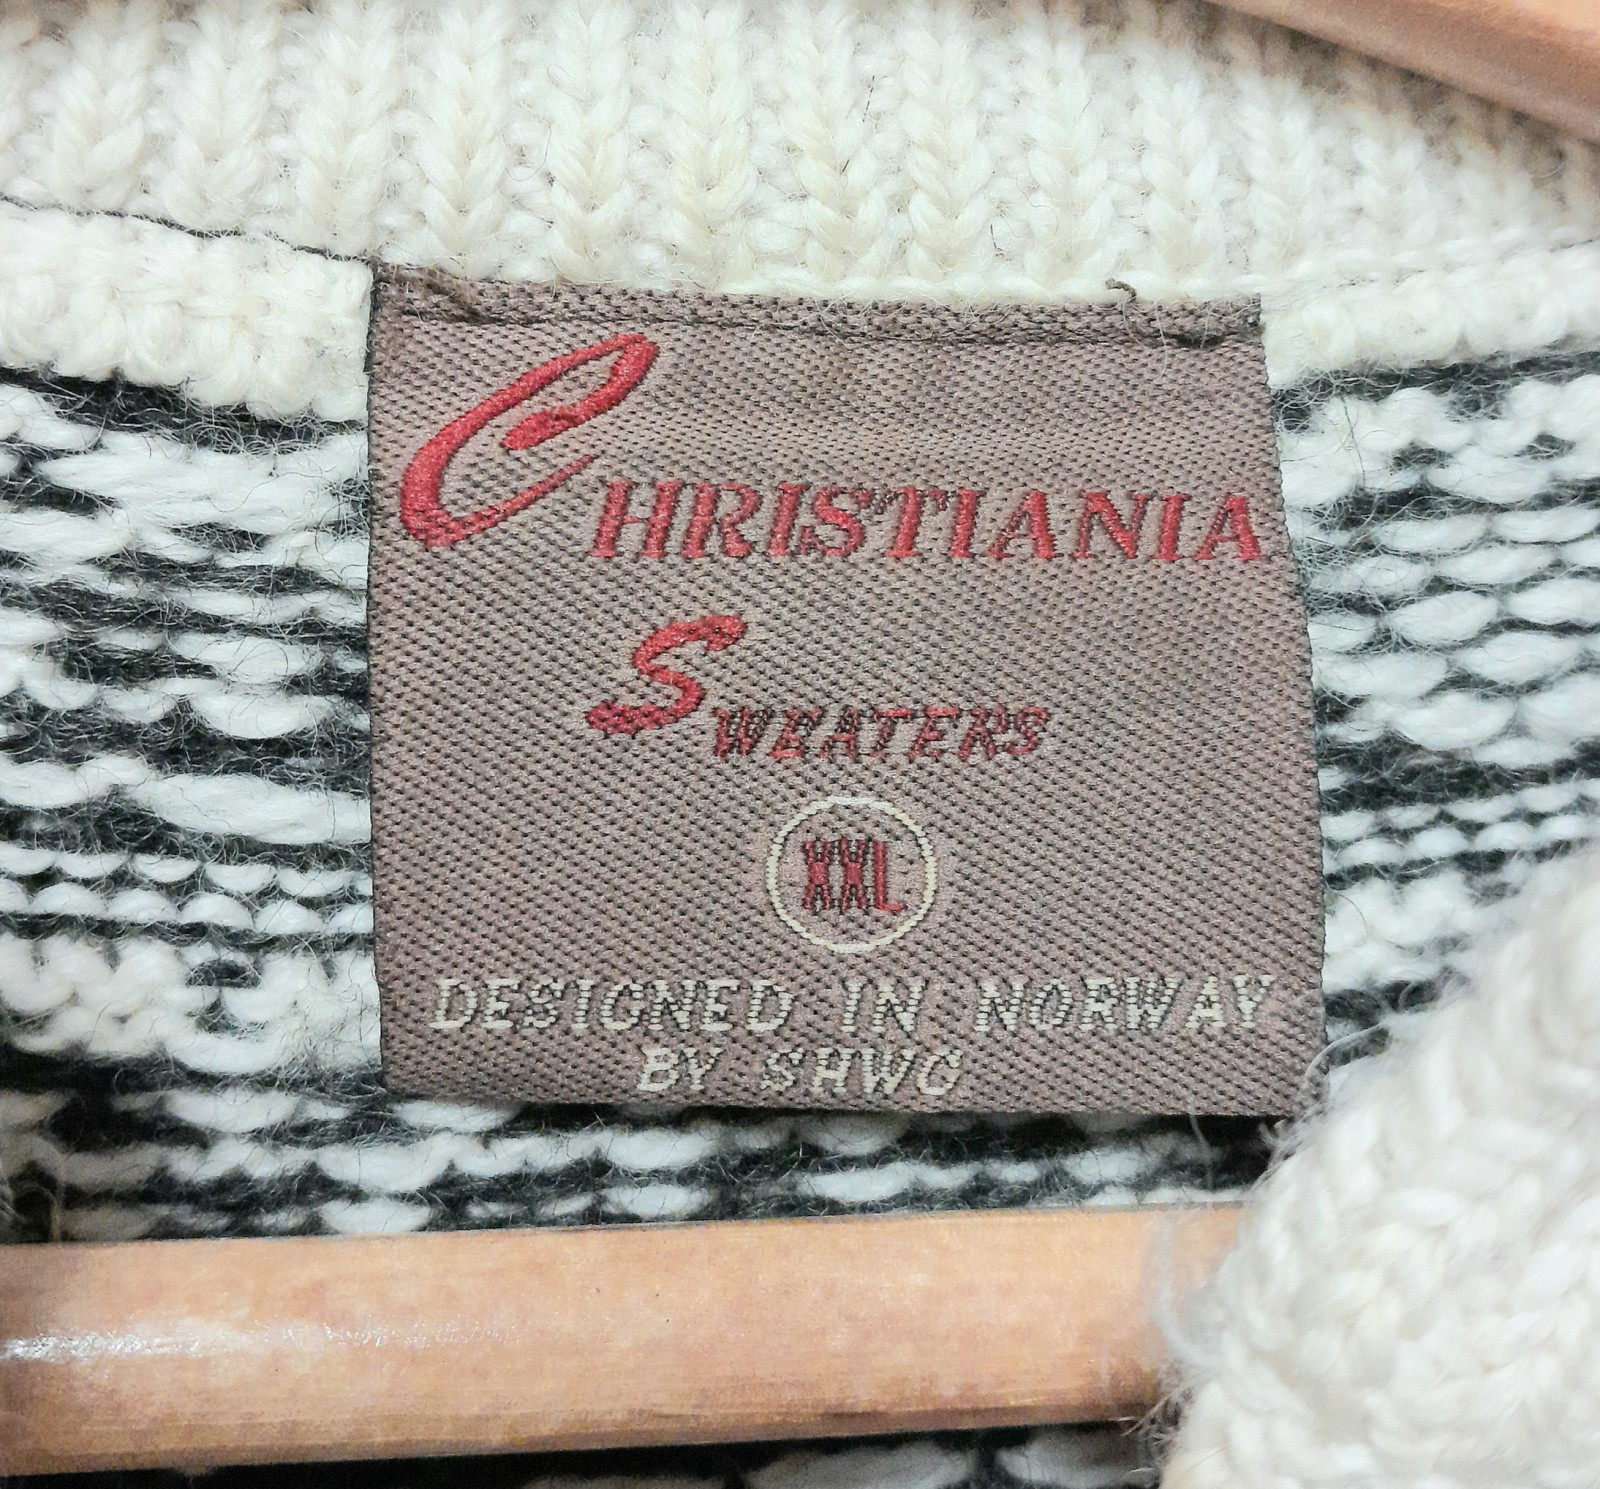 CHRISTIANIA
SWEATERS
XXL
DESIGNED IN NORWAY
BY SHWC